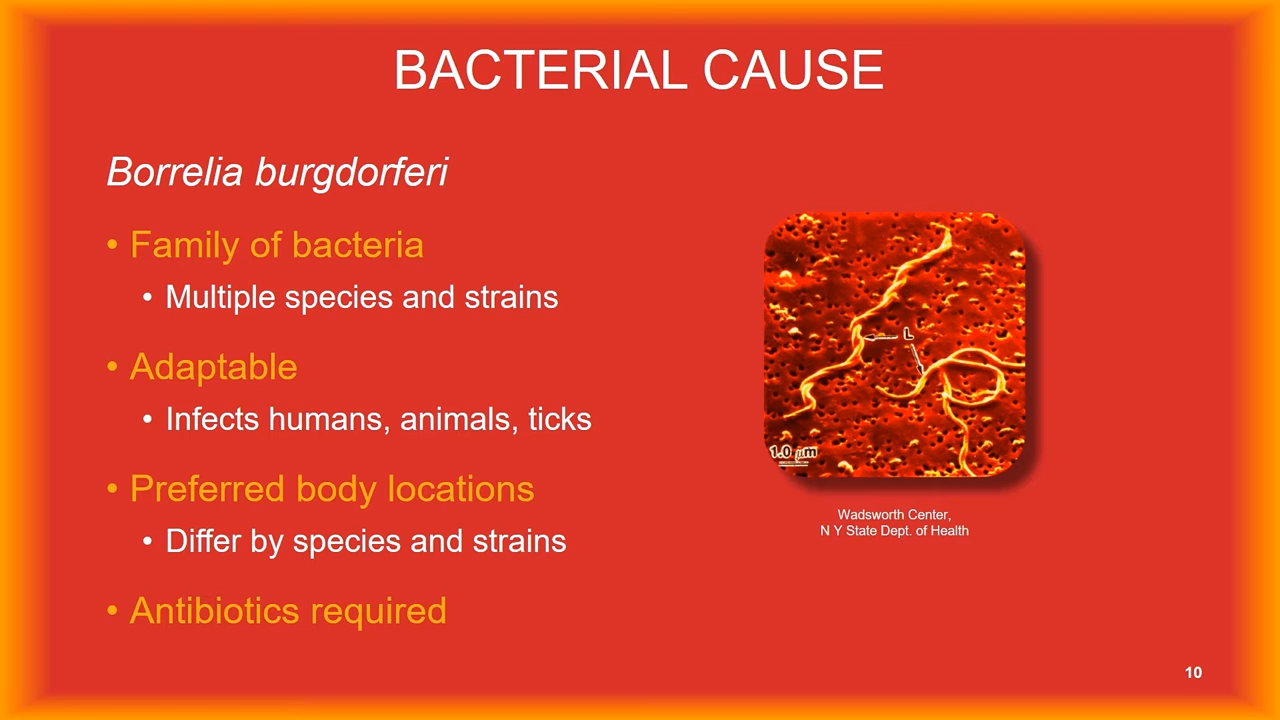 BACTERIAL CAUSE
Borrelia burgdorferi
• Family of bacteria
• Multiple species and strains
• Adaptable
• Infects humans, animals, ticks
• Preferred body locations
• Differ by species and strains
• Antibiotics required
L
1.0 µm
Wadsworth Center,
N Y State Dept. of Health
10